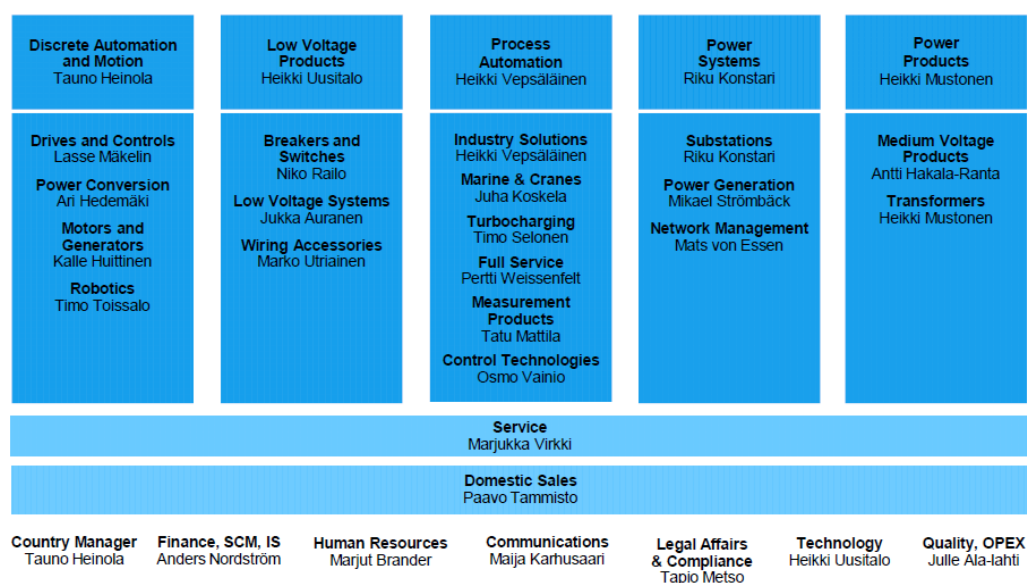 Discrete Automation
and Motion
Tauno Heinola
Low Voltage
Products
Heikki Uusitalo
Process
Automation
Heikki Vepsäläinen
Power
Systems
Riku Konstari
Power
Products
Heikki Mustonen
Drives and Controls
Lasse Mäkelin
Power Conversion
Ari Hedemäki
Motors and
Generators
Kalle Huittinen
Robotics
Timo Toissalo
Breakers and
Switches
Niko Railo
Low Voltage Systems
Jukka Auranen
Wiring Accessories
Marko Utriainen
Industry Solutions
Heikki Vepsäläinen
Marine & Cranes
Juha Koskela
Turbocharging
Timo Selonen
Full Service
Pertti Weissenfelt
Measurement
Products
Tatu Mattila
Control Technologies
Osmo Vainio
Substations
Riku Konstari
Power Generation
Mikael Strömbäck
Network Management
Mats von Essen
Medium Voltage
Products
Antti Hakala-Ranta
Transformers
Heikki Mustonen
Service
Marjukka Virkki
Domestic Sales
Paavo Tammisto
Country Manager
Tauno Heinola
Finance, SCM, IS
Anders Nordström
Human Resources
Marjut Brander
Communications
Maija Karhusaari
Legal Affairs
& Compliance
Tapio Metso
Technology
Heikki Uusitalo
Quality, OPEX
Julle Ala-lahti